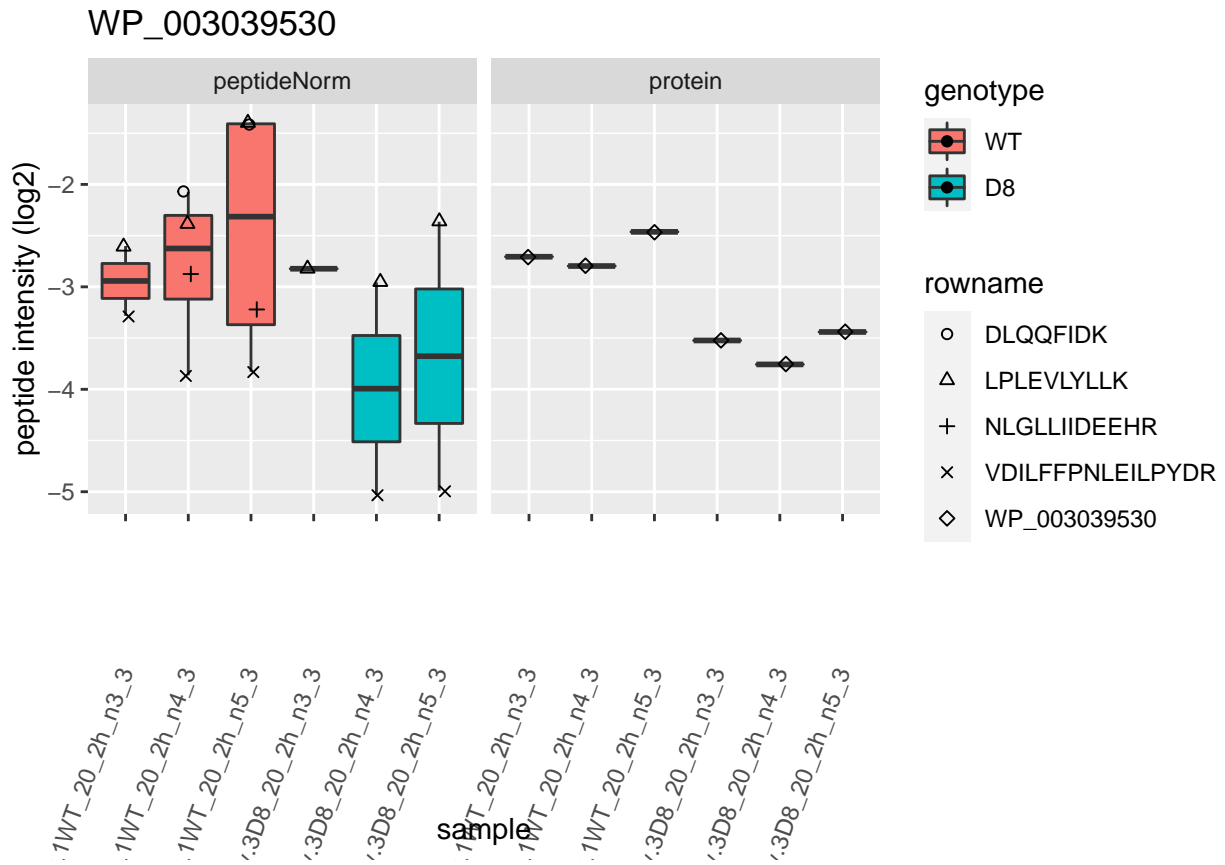 WP_003039530
peptideNorm
protein
peptide intensity (log2)
−2
−3
−4
−5
1WT_20_2h_n3_3
1WT_20_2h_n4_3
1WT_20_2h_n5_3
.3D8_20_2h_n3_3
.3D8_20_2h_n4_3
.3D8_20_2h_n5_3
1WT_20_2h_n3_3
1WT_20_2h_n4_3
1WT_20_2h_n5_3
.3D8_20_2h_n3_3
.3D8_20_2h_n4_3
.3D8_20_2h_n5_3
sample
genotype
WT
D8
rowname
DLQQFIDK
LPLEVLYLLK
NLGLLIIDEEHR
VDILFFPNLEILPYDR
WP_003039530